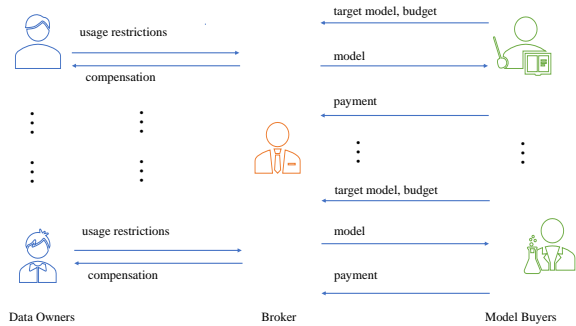 target model, budget
usage restrictions
model
compensation
payment
target model, budget
usage restrictions
model
compensation
payment
Data Owners
Broker
Model Buyers